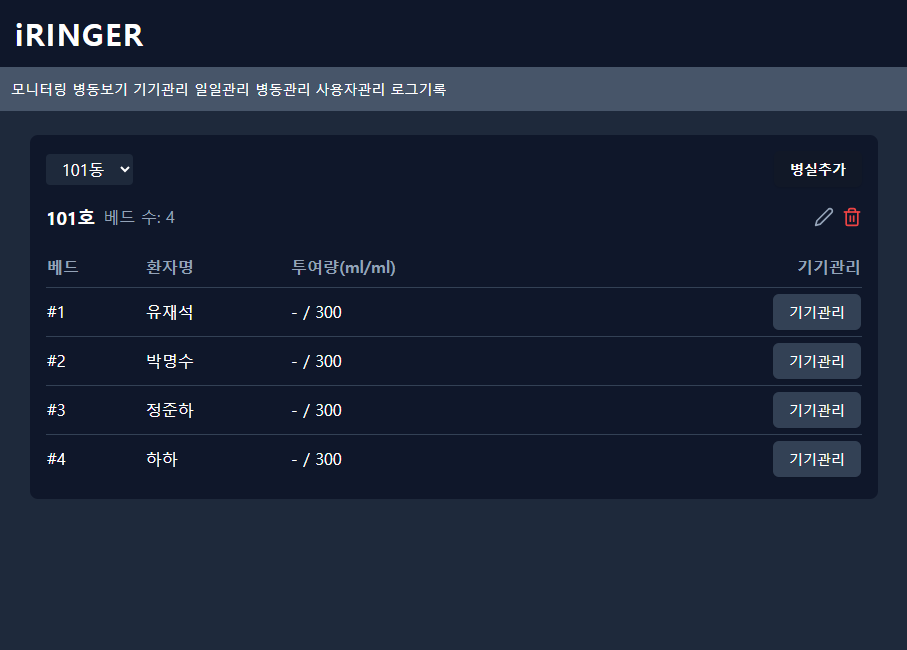 iRINGER
모니터링 병동보기 기기관리 일일관리 병동관리 사용자관리 로그기록
101동 병실추가
101호 베드 수: 4
베드 환자명 투여량(ml/ml) 기기관리
#1 유재석 - / 300 기기관리
#2 박명수 - / 300 기기관리
#3 정준하 - / 300 기기관리
#4 하하 - / 300 기기관리